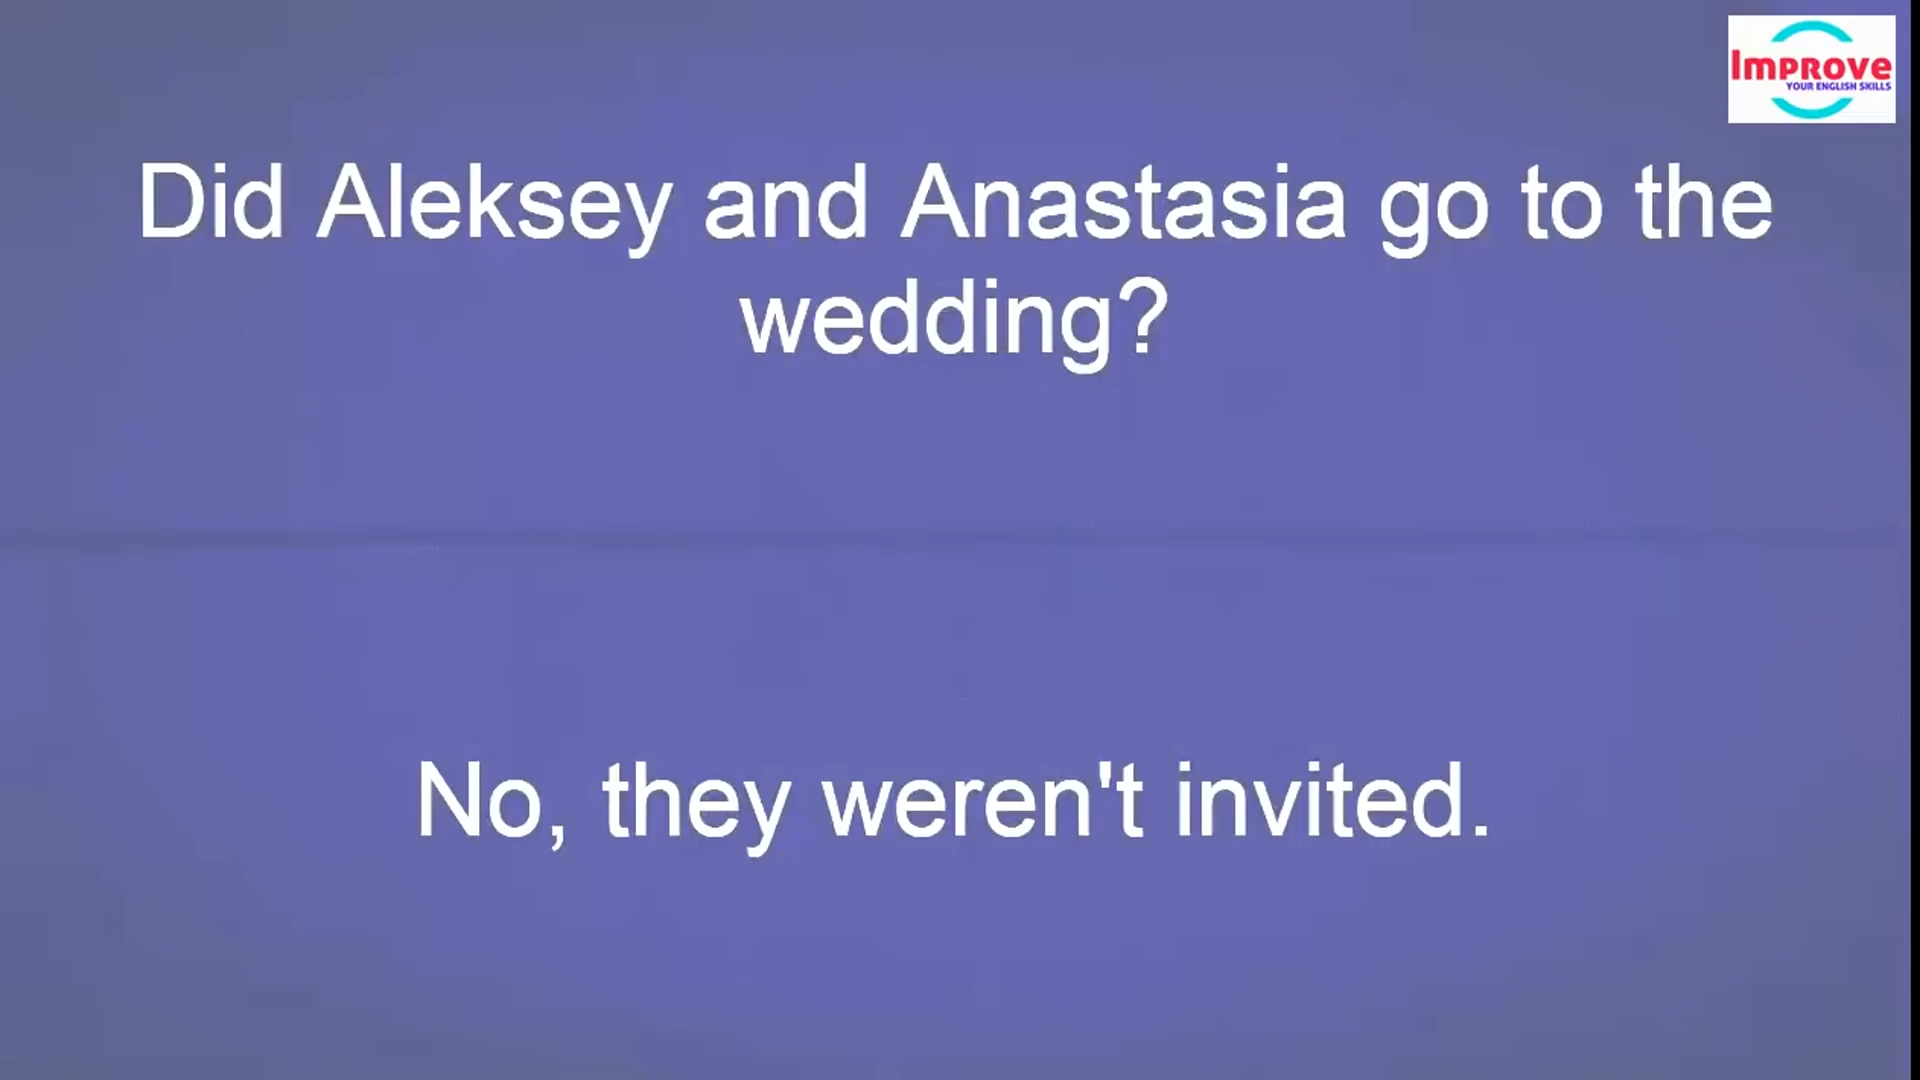 Improve
YOUR ENGLISH SKILLS
Did Aleksey and Anastasia go to the
wedding?
No, they weren't invited.